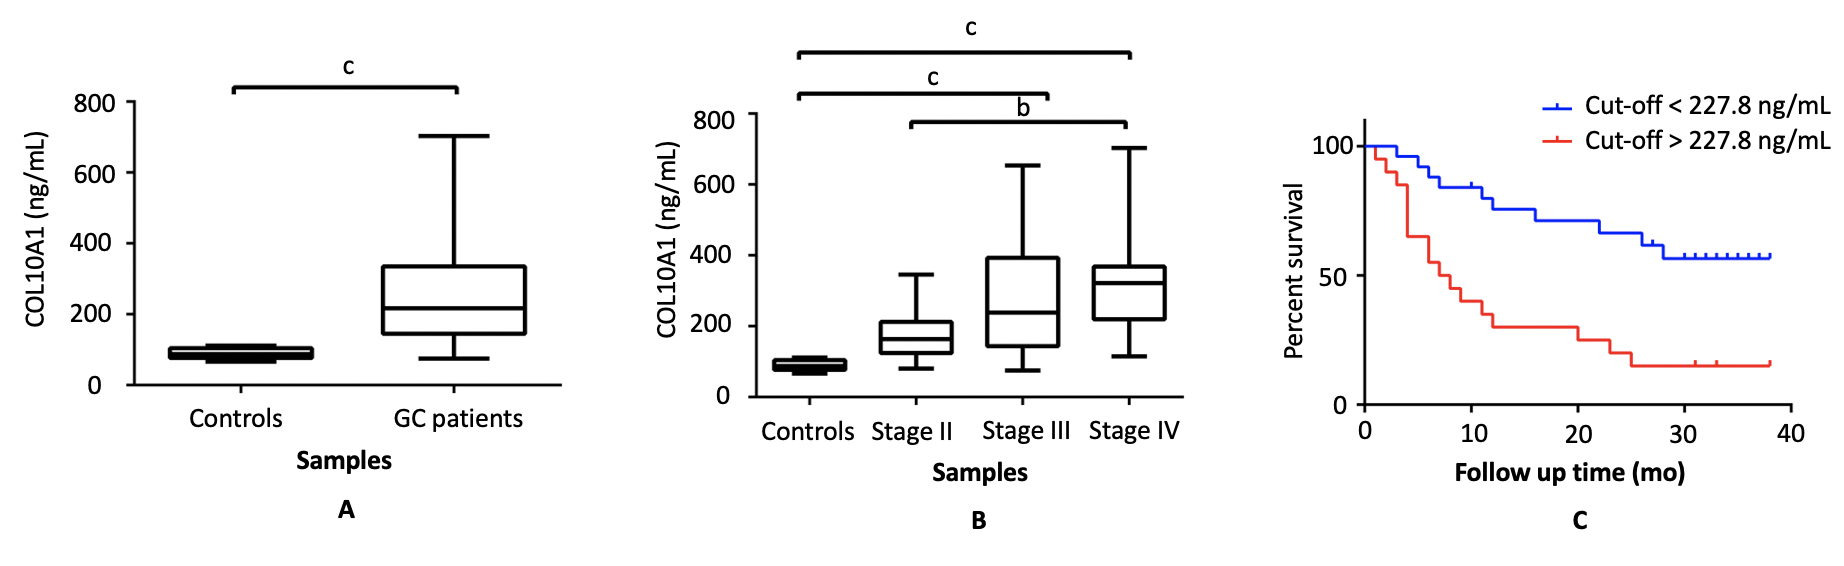 c
800
600
400
200
0
COL10A1 (ng/mL)
Controls
GC patients
Samples
A
c
c
b
800
600
400
200
0
COL10A1 (ng/mL)
Controls
Stage II
Stage III
Stage IV
Samples
B
Cut-off < 227.8 ng/mL
Cut-off > 227.8 ng/mL
100
50
0
Percent survival
0
10
20
30
40
Follow up time (mo)
C